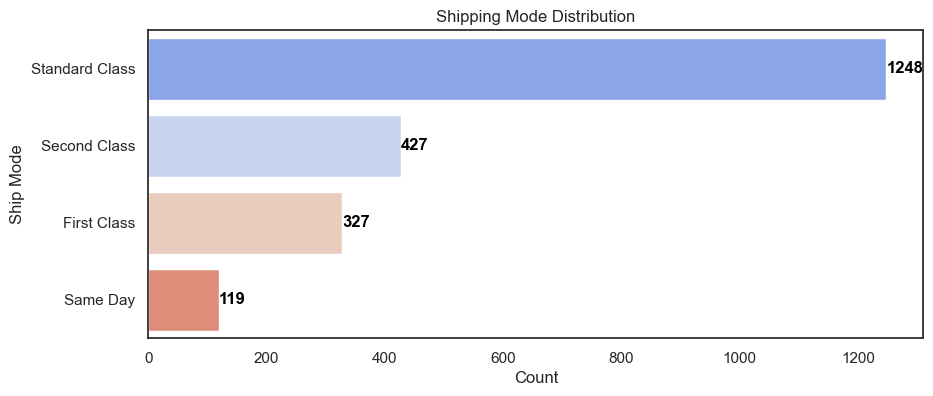 Shipping Mode Distribution
Ship Mode
Standard Class 1248
Second Class 427
First Class 327
Same Day 119
0 200 400 600 800 1000 1200
Count